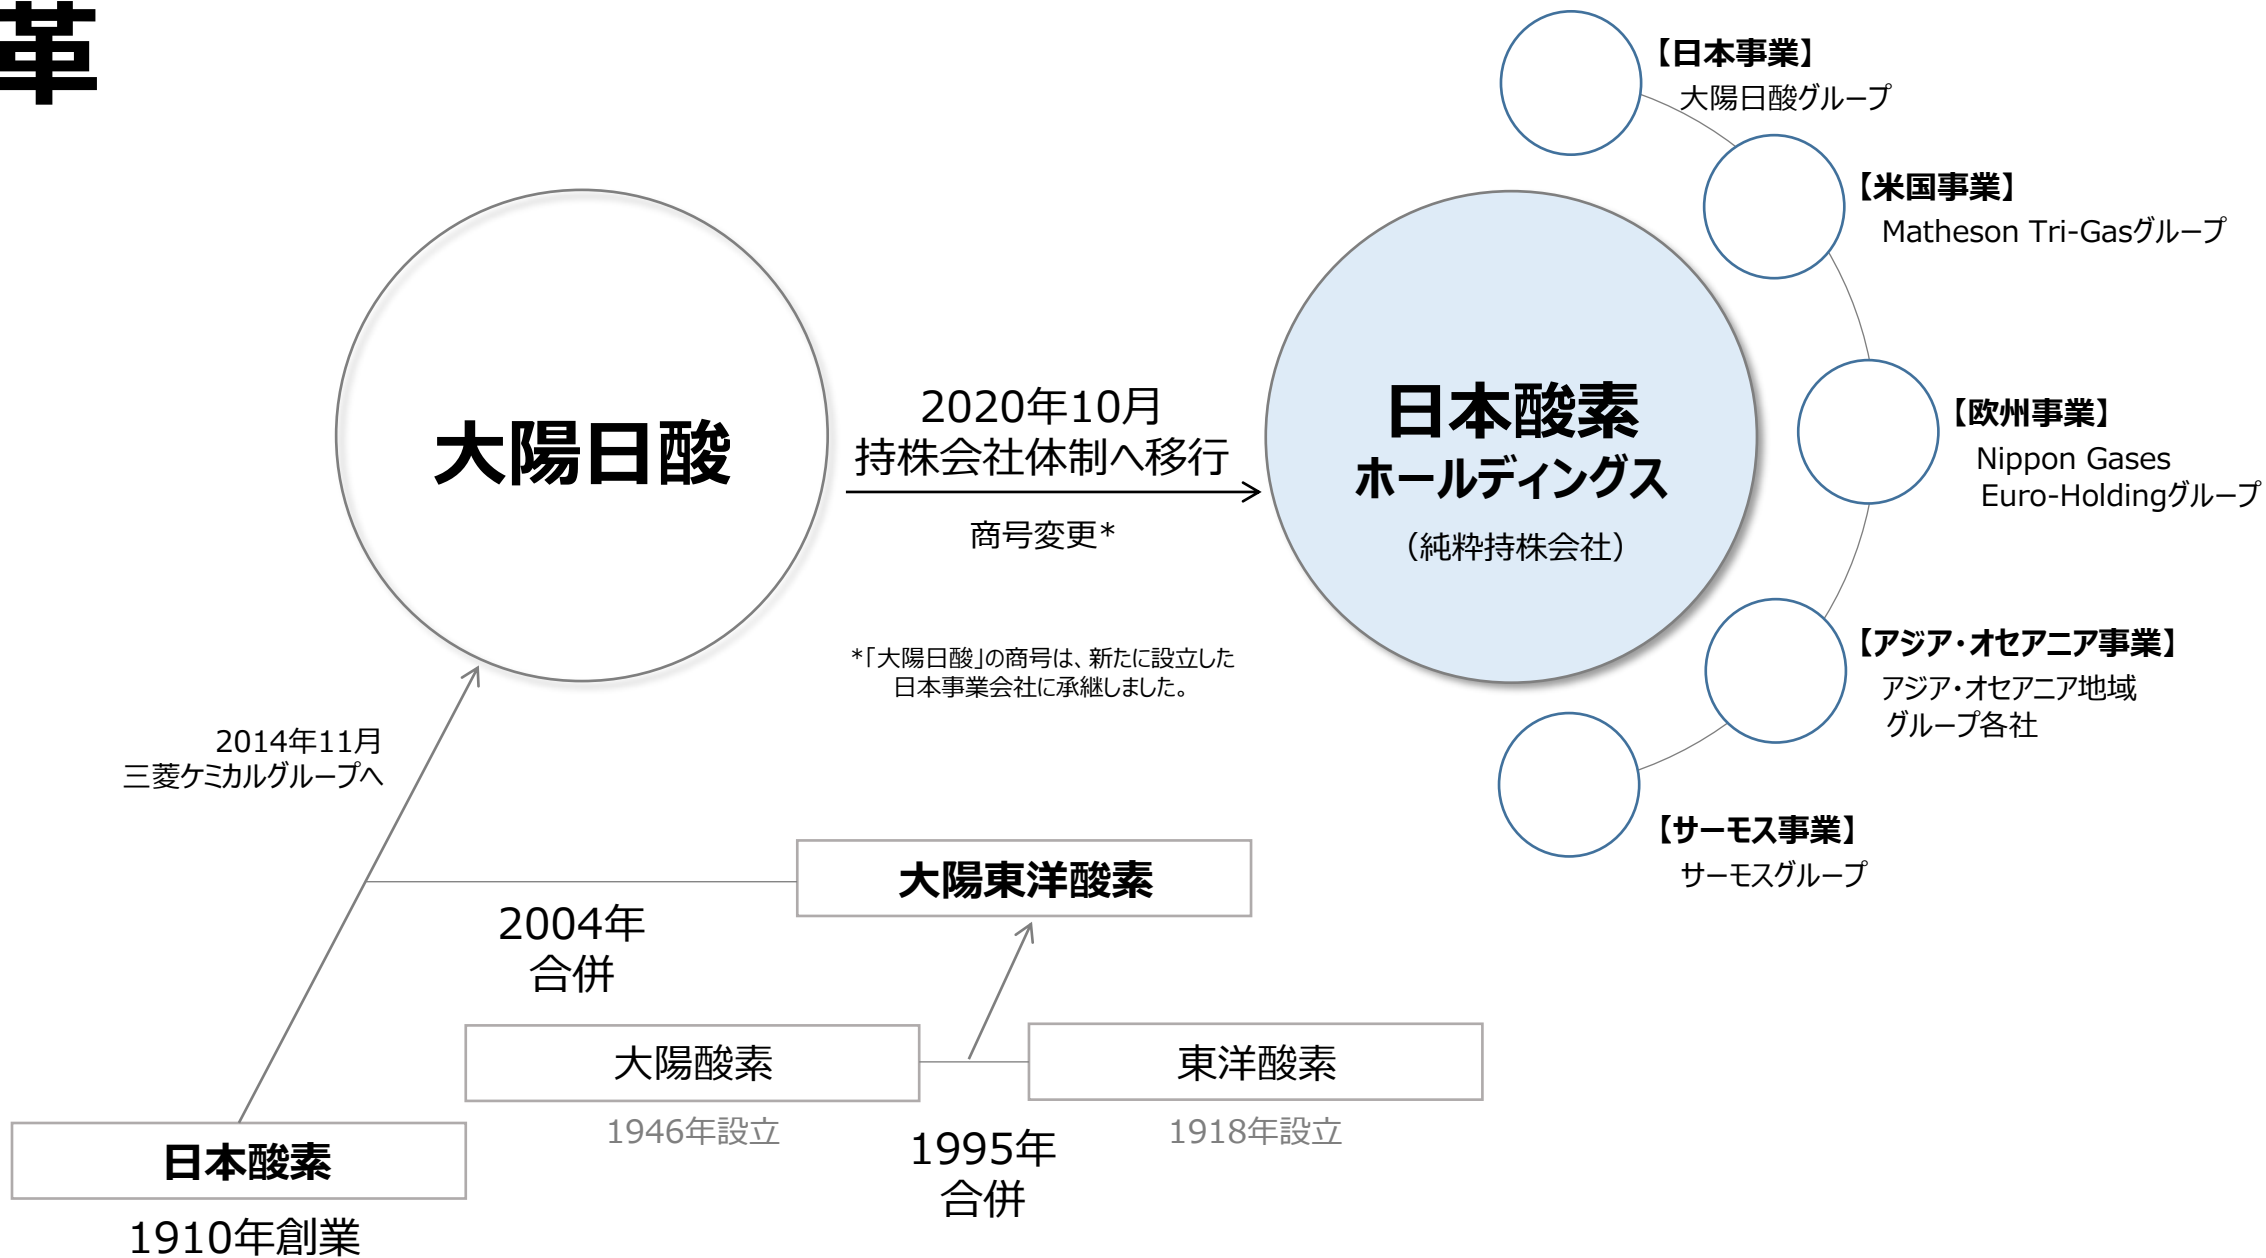 革
【日本事業】
大陽日酸グループ
【米国事業】
Matheson Tri-Gasグループ
大陽日酸
2020年10月
持株会社体制へ移行
商号変更*
*「大陽日酸」の商号は、新たに設立した
日本事業会社に承継しました。
日本酸素
ホールディングス
（純粋持株会社）
【欧州事業】
Nippon Gases
Euro-Holdingグループ
【アジア・オセアニア事業】
アジア・オセアニア地域
グループ各社
【サーモス事業】
サーモスグループ
2014年11月
三菱ケミカルグループへ
大陽東洋酸素
2004年
合併
大陽酸素
1946年設立
東洋酸素
1918年設立
1995年
合併
日本酸素
1910年創業